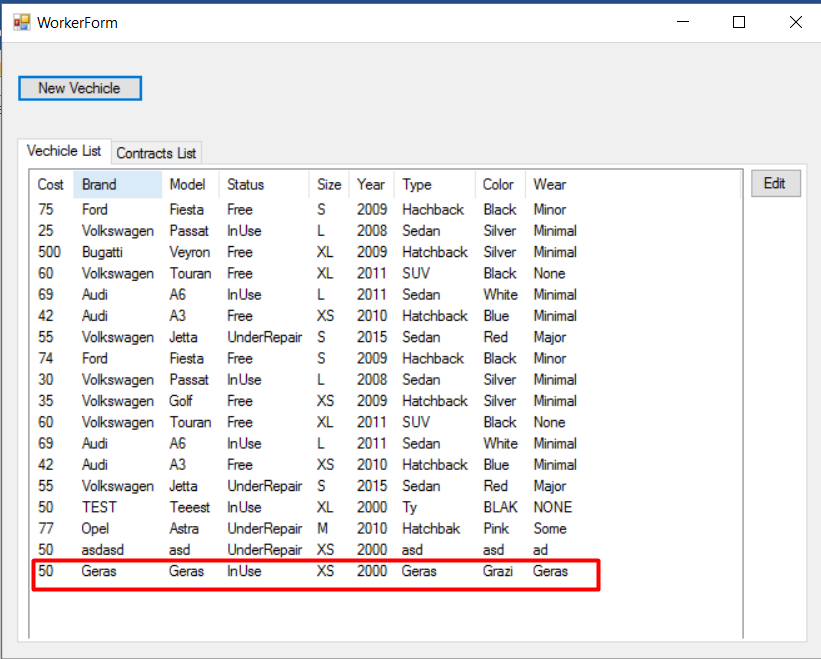 WorkerForm
New Vechicle
Vechicle List Contracts List
Cost Brand Model Status Size Year Type Color Wear Edit
75 Ford Fiesta Free S 2009 Hachback Black Minor
25 Volkswagen Passat InUse L 2008 Sedan Silver Minimal
500 Bugatti Veyron Free XL 2009 Hatchback Silver Minimal
60 Volkswagen Touran Free XL 2011 SUV Black None
69 Audi A6 InUse L 2011 Sedan White Minimal
42 Audi A3 Free XS 2010 Hatchback Blue Minimal
55 Volkswagen Jetta UnderRepair S 2015 Sedan Red Major
74 Ford Fiesta Free S 2009 Hachback Black Minor
30 Volkswagen Passat InUse L 2008 Sedan Silver Minimal
35 Volkswagen Golf Free XS 2009 Hatchback Silver Minimal
60 Volkswagen Touran Free XL 2011 SUV Black None
69 Audi A6 InUse L 2011 Sedan White Minimal
42 Audi A3 Free XS 2010 Hatchback Blue Minimal
55 Volkswagen Jetta UnderRepair S 2015 Sedan Red Major
50 TEST Teeest InUse XL 2000 Ty BLAK NONE
77 Opel Astra UnderRepair M 2010 Hatchbak Pink Some
50 asdasd asd UnderRepair XS 2000 asd asd ad
50 Geras Geras InUse XS 2000 Geras Grazi Geras